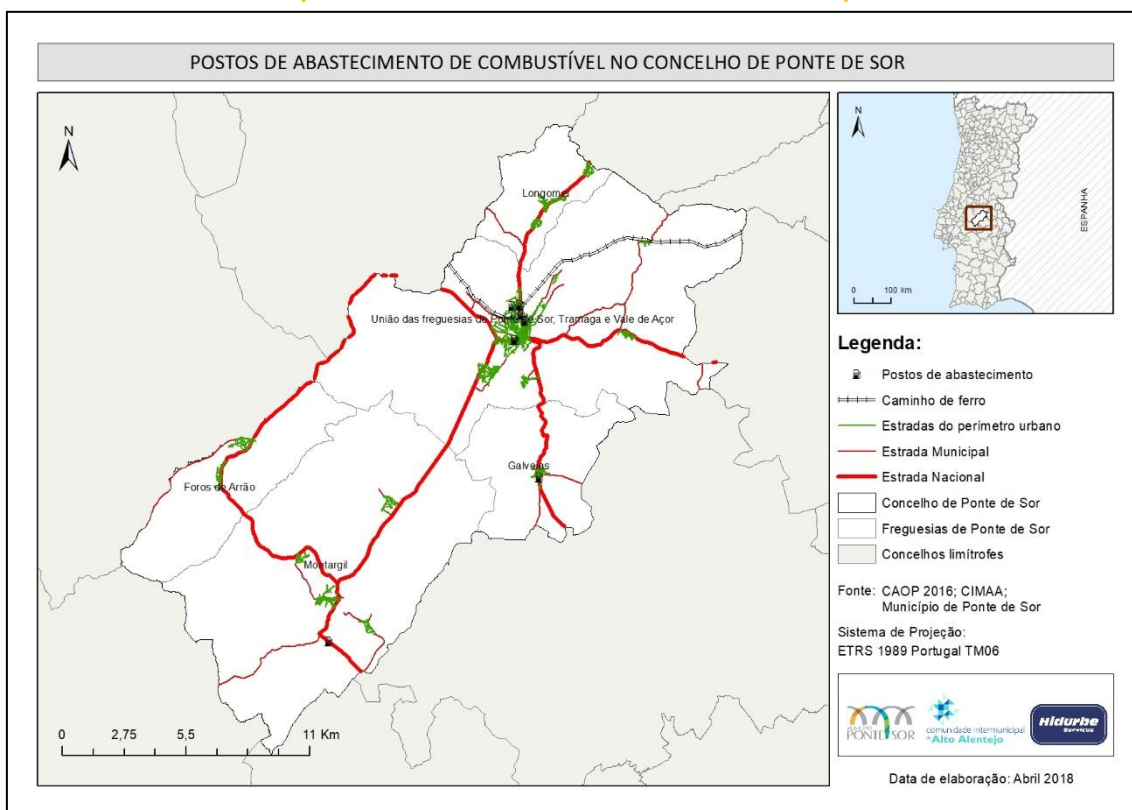 POSTOS DE ABASTECIMENTO DE COMBUSTÍVEL NO CONCELHO DE PONTE DE SOR
N
Longomel
União das freguesias de Ponte de Sor, Tramaga e Vale de Açor
Galveias
Foros de Arrão
Montargil
0 2,75 5,5 11 Km
N
ESPANHA
0 100 km
Legenda:
Postos de abastecimento
Caminho de ferro
Estradas do perímetro urbano
Estrada Municipal
Estrada Nacional
Concelho de Ponte de Sor
Freguesias de Ponte de Sor
Concelhos limítrofes
Fonte: CAOP 2016; CIMAA;
Município de Ponte de Sor
Sistema de Projeção:
ETRS 1989 Portugal TM06
MUNICÍPIO
PONTE SOR
comunidade intermunicipal
do Alto Alentejo
Hidurbe
Serviços
Data de elaboração: Abril 2018